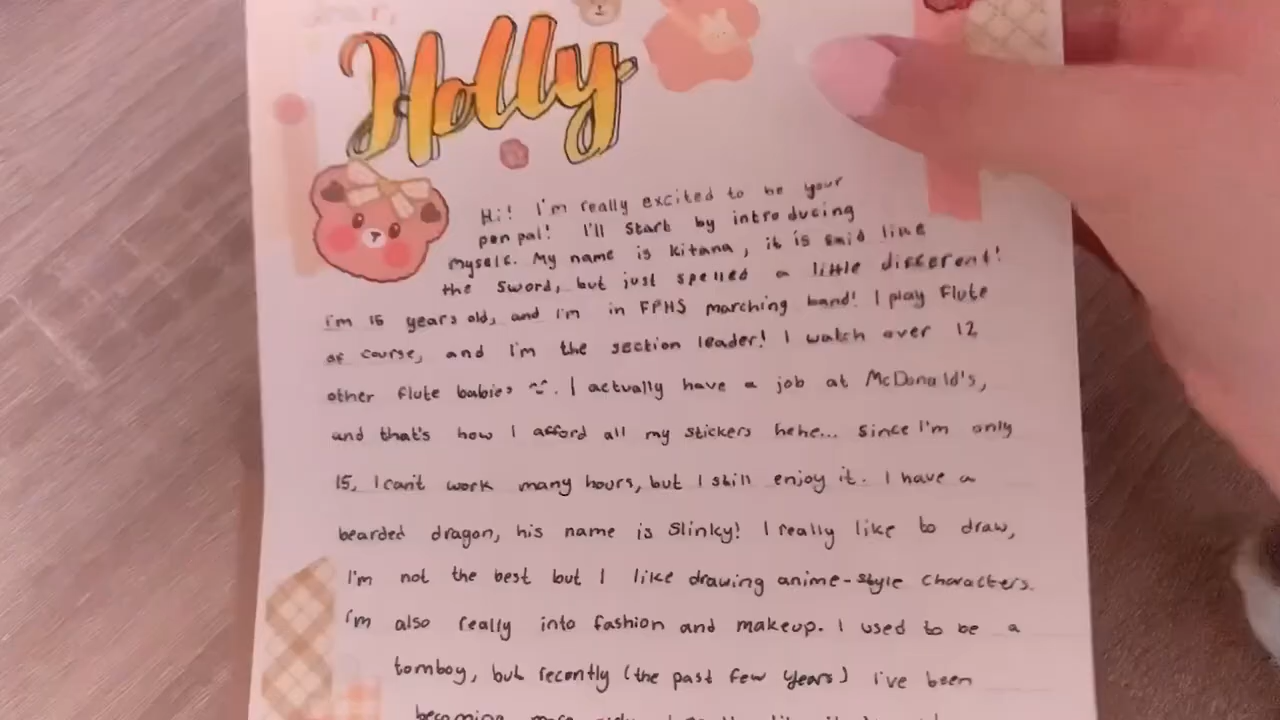 Dear,
Holly
Hi! I'm really excited to be your
pen pal! I'll start by introducing
myself. My name is kitana, it is said like
the sword, but just spelled a little different!
i'm 15 years old, and I'm in FPHS marching band! I play flute
of course, and I'm the section leader! I watch over 12
other flute babies. I actually have a job at McDonald's,
and that's how I afford all my stickers hehe... Since I'm only
15, I can't work many hours, but I still enjoy it. I have a
bearded dragon, his name is Slinky! I really like to draw,
I'm not the best but I like drawing anime-style characters.
I'm also really into fashion and makeup. I used to be a
tomboy, but recently (the past few years) I've been
becoming more